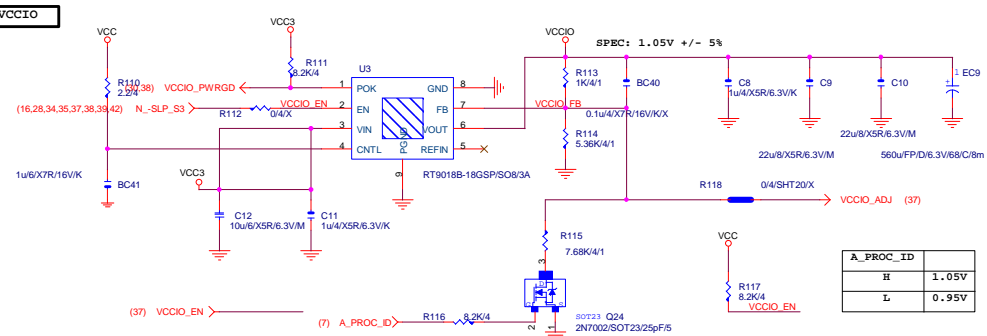 VCCIO
VCC
VCC3
R111
8.2K/4
U3
VCCIO
SPEC: 1.05V +/- 5%
R110
2.2/4
VCCIO_PWRGD
1
POK
GND
8
R113
1K/4/1
BC40
C8
1u/4/X5R/6.3V/K
C9
C10
1
EC9
(16,28,34,35,37,38,39,42)
N_-SLP_S3
VCCIO_EN
2
EN
FB
7
VCCIO_FB
0.1u/4/X7R/16V/K/X
R112
0/4/X
3
VIN
VOUT
6
R114
5.36K/4/1
22u/8/X5R/6.3V/M
4
CNTL
PGND
REFIN
5
22u/8/X5R/6.3V/M
560u/FP/D/6.3V/68/C/8m
1u/6/X7R/16V/K
BC41
VCC3
9
RT9018B-18GSP/SO8/3A
R118
0/4/SHT20/X
VCCIO_ADJ (37)
C12
10u/6/X5R/6.3V/M
C11
1u/4/X5R/6.3V/K
R115
7.68K/4/1
VCC
3
D
G
S
R117
8.2K/4
VCCIO_EN
A_PROC_ID
H 1.05V
L 0.95V
(37) VCCIO_EN
(7) A_PROC_ID
R116
8.2K/4
2
1
SOT23 Q24
2N7002/SOT23/25pF/5